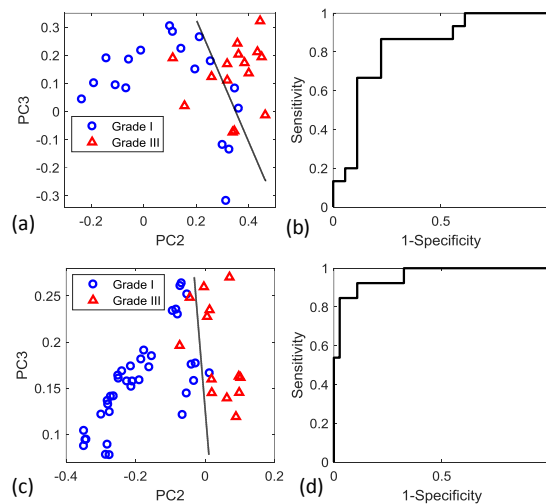 0.3
0.2
0.1
0
0.1
0.2
0.3
PC3
Grade I
Grade III
-0.2
0
0.2
0.4
PC2
(a)
1
0.8
0.6
0.4
0.2
0
Sensitivity
0
0.5
1-Specificity
(b)
0.25
0.2
0.15
0.1
PC3
Grade I
Grade III
-0.4
-0.2
0
0.2
PC2
(c)
1
0.8
0.6
0.4
0.2
0
Sensitivity
0
0.5
1-Specificity
(d)